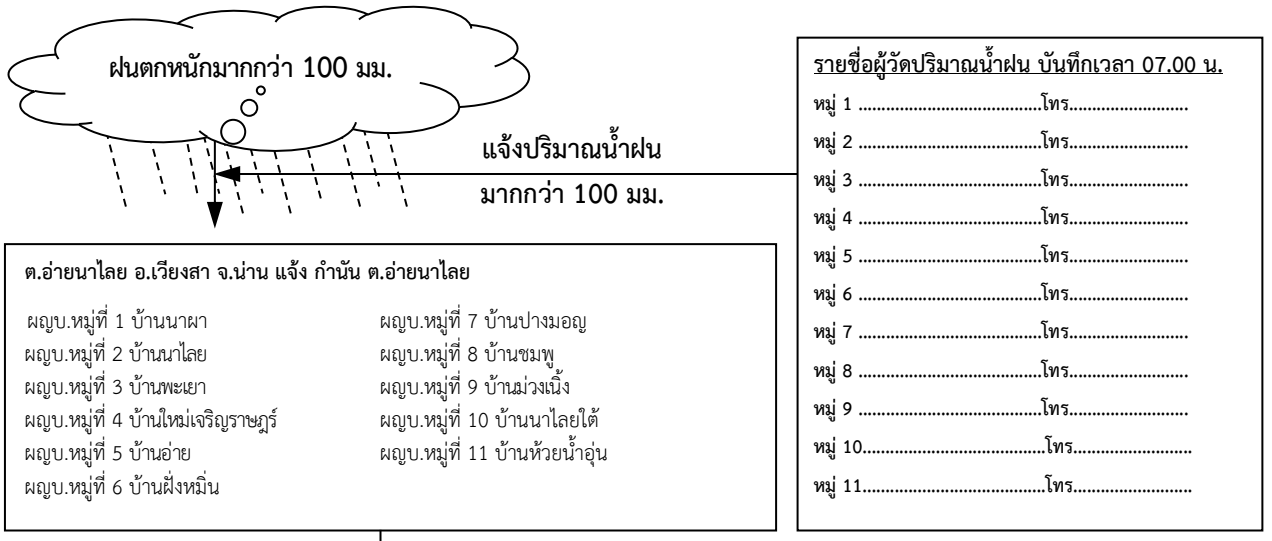 ฝนตกหนักมากกว่า 100 มม.
แจ้งปริมาณน้ำฝน
มากกว่า 100 มม.
รายชื่อผู้วัดปริมาณน้ำฝน บันทึกเวลา 07.00 น.
หมู่ 1 ........................................โทร..........................
หมู่ 2 ........................................โทร..........................
หมู่ 3 ........................................โทร..........................
หมู่ 4 ........................................โทร..........................
หมู่ 5 ........................................โทร..........................
หมู่ 6 ........................................โทร..........................
หมู่ 7 ........................................โทร..........................
หมู่ 8 ........................................โทร..........................
หมู่ 9 ........................................โทร..........................
หมู่ 10........................................โทร..........................
หมู่ 11........................................โทร..........................
ต.อ่ายนาไลย อ.เวียงสา จ.น่าน แจ้ง กำนัน ต.อ่ายนาไลย
ผญบ.หมู่ที่ 1 บ้านนาผา
ผญบ.หมู่ที่ 2 บ้านนาไลย
ผญบ.หมู่ที่ 3 บ้านพะเยา
ผญบ.หมู่ที่ 4 บ้านใหม่เจริญราษฎร์
ผญบ.หมู่ที่ 5 บ้านอ่าย
ผญบ.หมู่ที่ 6 บ้านฝั่งหมิ่น
ผญบ.หมู่ที่ 7 บ้านปางมอญ
ผญบ.หมู่ที่ 8 บ้านชมพู
ผญบ.หมู่ที่ 9 บ้านม่วงเนิ้ง
ผญบ.หมู่ที่ 10 บ้านนาไลยใต้
ผญบ.หมู่ที่ 11 บ้านห้วยน้ำอุ่น